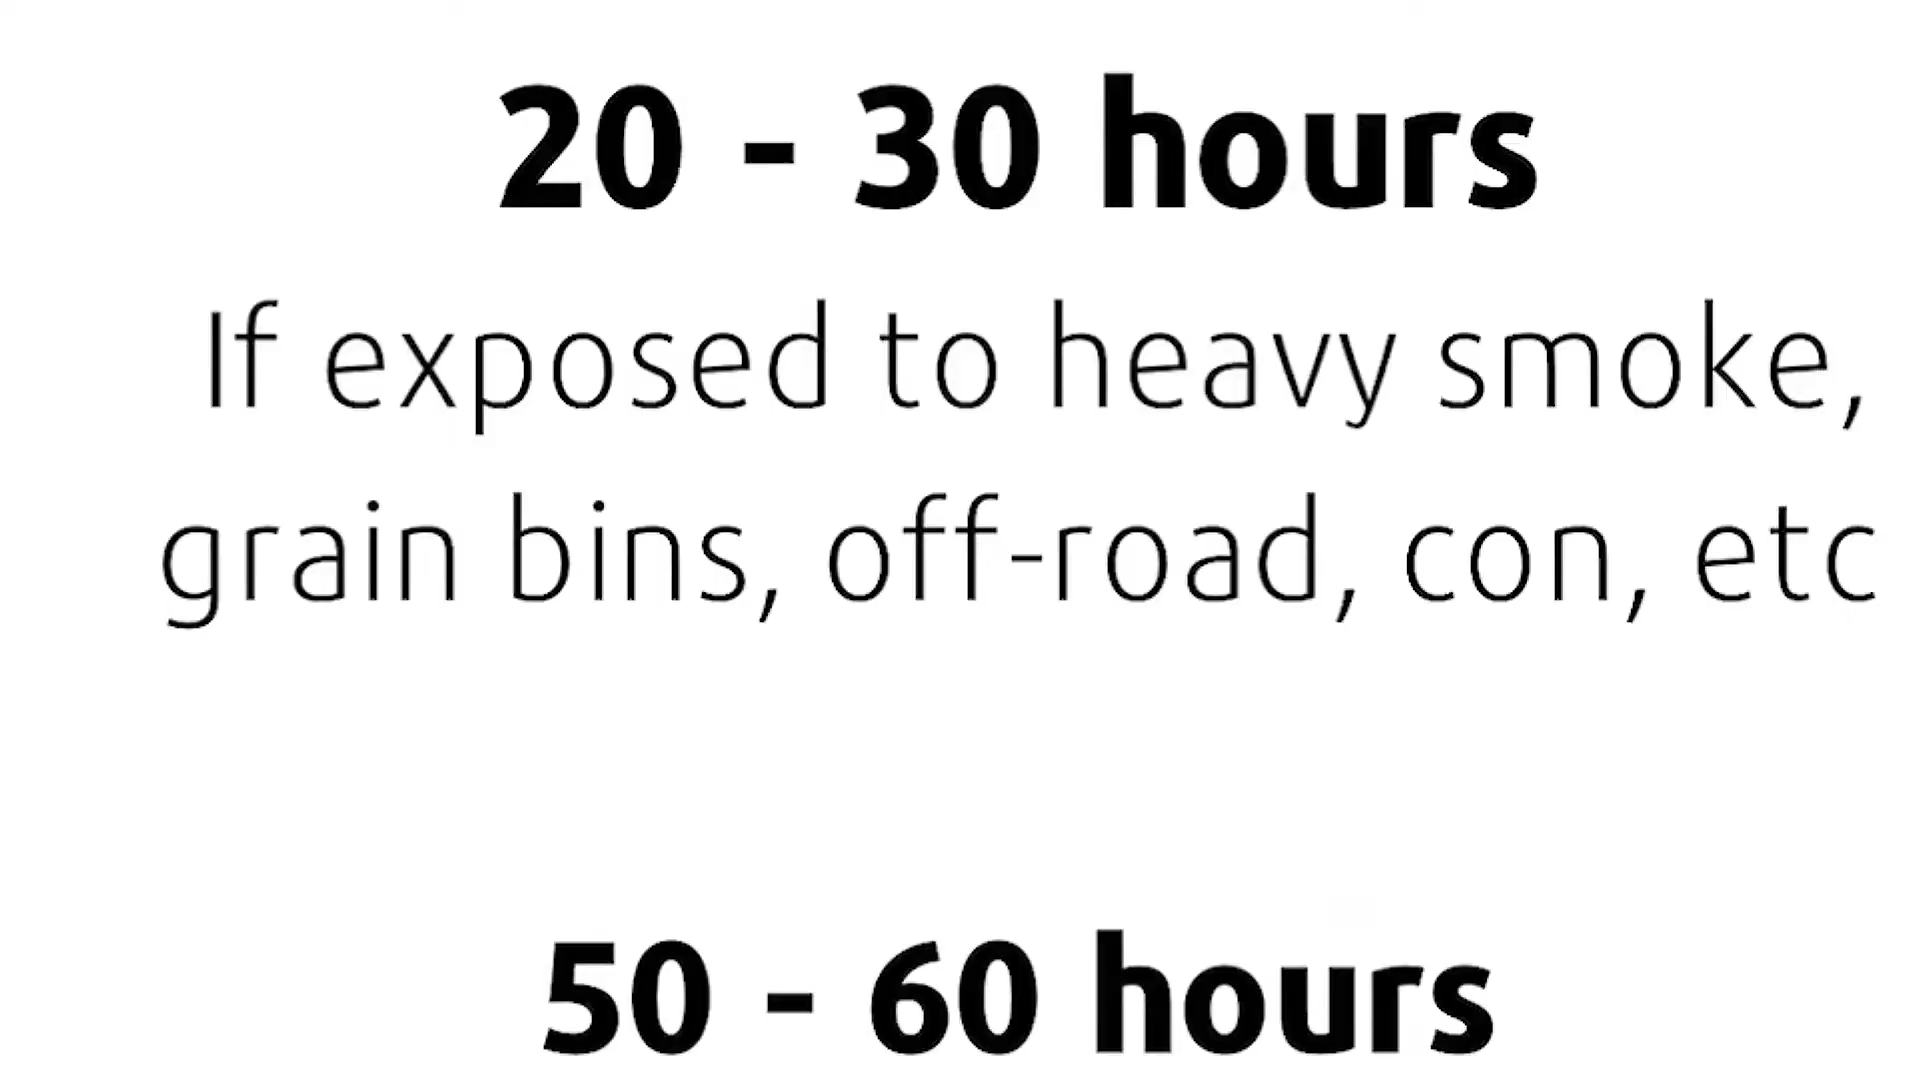 20 - 30 hours
If exposed to heavy smoke,
grain bins, off-road, con, etc
50 - 60 hours